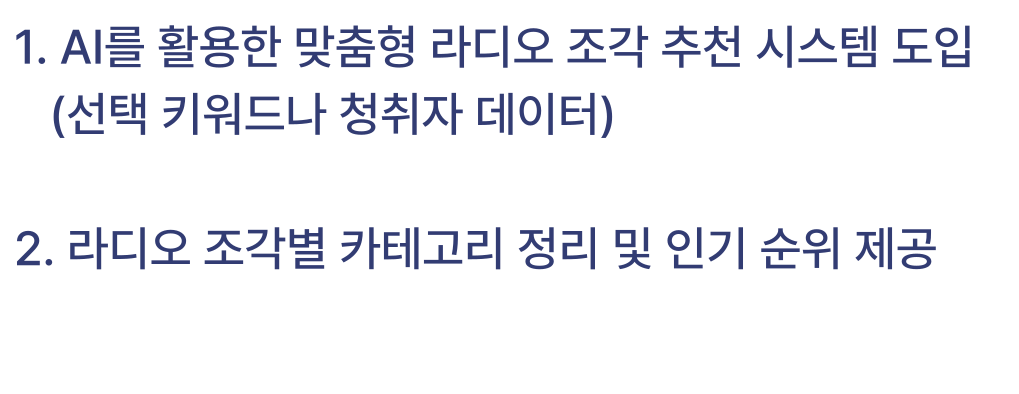 1. AI를 활용한 맞춤형 라디오 조각 추천 시스템 도입
(선택 키워드나 청취자 데이터)
2. 라디오 조각별 카테고리 정리 및 인기 순위 제공